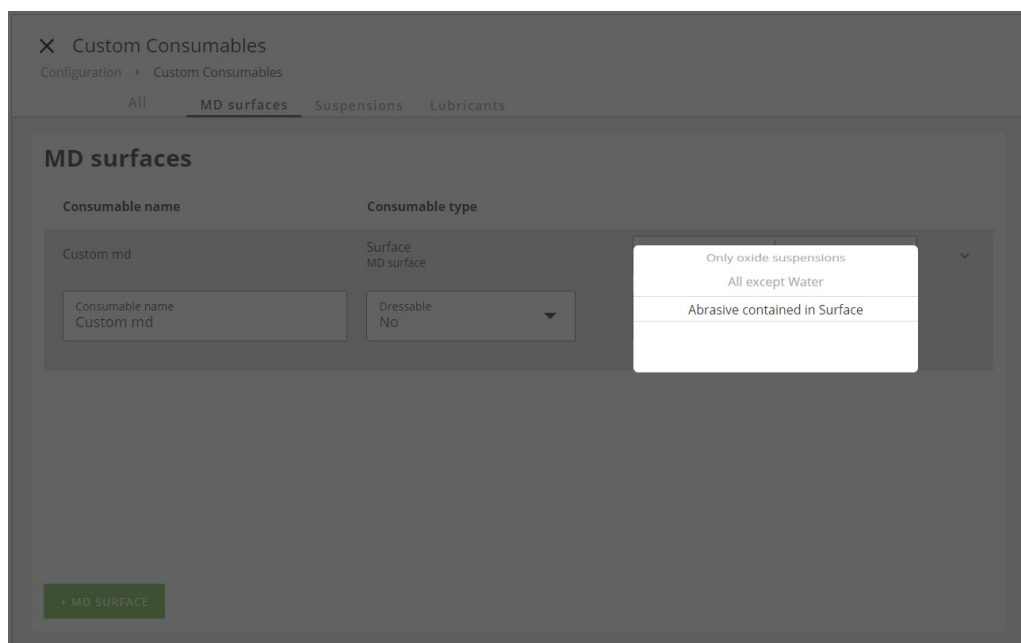 Custom Consumables
Configuration > Custom Consumables
All MD surfaces Suspensions Lubricants
MD surfaces
Consumable name Consumable type
Custom md
Surface
MD surface
Only oxide suspensions
All except Water
Abrasive contained in Surface
Consumable name
Custom md
Dressable
No
+ MD SURFACE